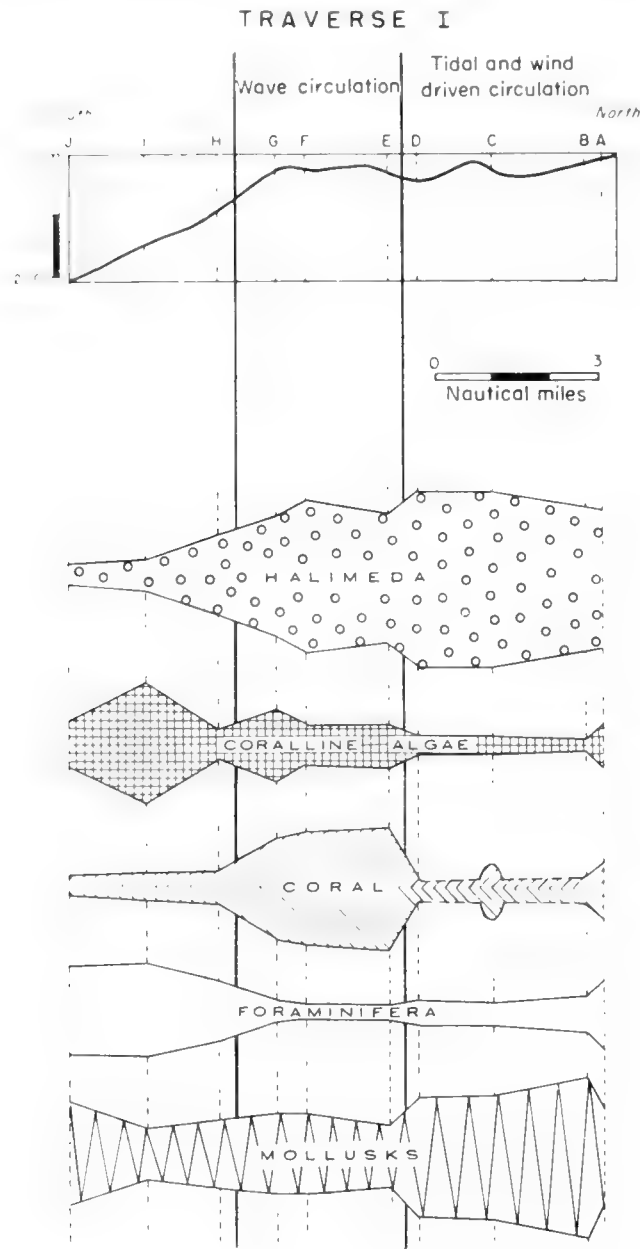 TRAVERSE I
Wave circulation
Tidal and wind
driven circulation
North
J I H G F E D C B A
0 3
Nautical miles
HALIMEDA
CORALLINE ALGAE
CORAL
FORAMINIFERA
MOLLUSKS